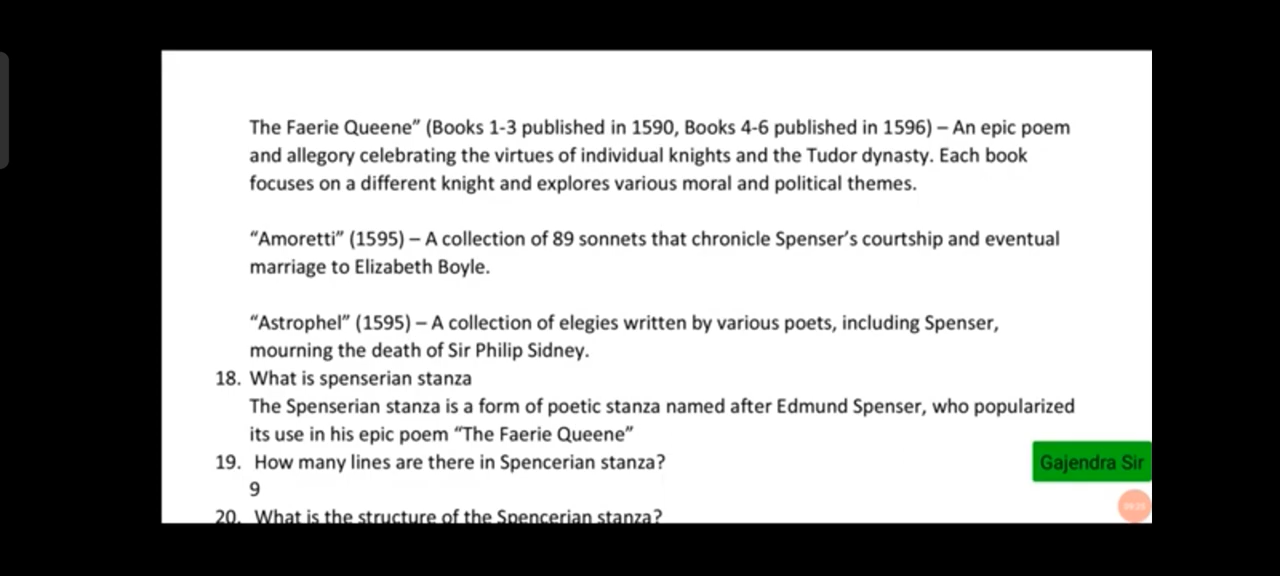 The Faerie Queene” (Books 1-3 published in 1590, Books 4-6 published in 1596) – An epic poem
and allegory celebrating the virtues of individual knights and the Tudor dynasty. Each book
focuses on a different knight and explores various moral and political themes.
“Amoretti” (1595) – A collection of 89 sonnets that chronicle Spenser’s courtship and eventual
marriage to Elizabeth Boyle.
“Astrophel” (1595) – A collection of elegies written by various poets, including Spenser,
mourning the death of Sir Philip Sidney.
18. What is spenserian stanza
The Spenserian stanza is a form of poetic stanza named after Edmund Spenser, who popularized
its use in his epic poem “The Faerie Queene”
19. How many lines are there in Spencerian stanza?
Gajendra Sir
9
20. What is the structure of the Spencerian stanza?